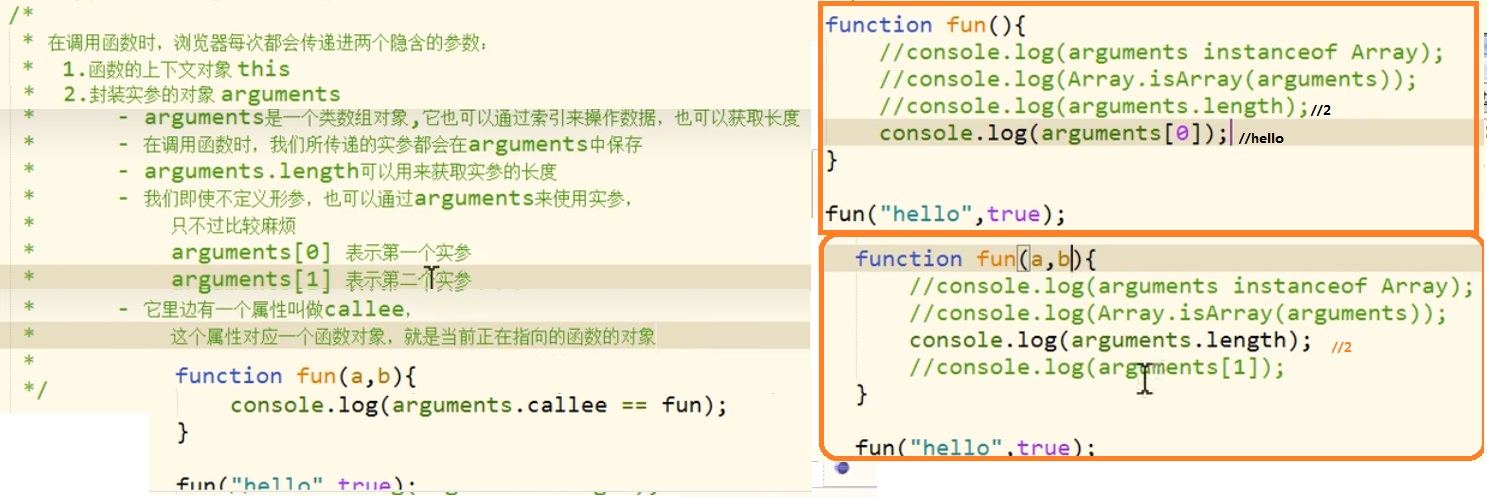 /*
* 在调用函数时，浏览器每次都会传递进两个隐含的参数：
* 1.函数的上下文对象 this
* 2.封装实参的对象 arguments
* - arguments是一个类数组对象,它也可以通过索引来操作数据，也可以获取长度
* - 在调用函数时，我们所传递的实参都会在arguments中保存
* - arguments.length可以用来获取实参的长度
* - 我们即使不定义形参，也可以通过arguments来使用实参，
* 只不过比较麻烦
* arguments[0] 表示第一个实参
* arguments[1] 表示第二个实参
* - 它里边有一个属性叫做callee，
* 这个属性对应一个函数对象，就是当前正在指向的函数的对象
*
*/
function fun(a,b){
console.log(arguments.callee == fun);
}
fun("hello",true);
function fun(){
//console.log(arguments instanceof Array);
//console.log(Array.isArray(arguments));
//console.log(arguments.length); //2
console.log(arguments[0]); //hello
}
fun("hello",true);
function fun(a,b){
//console.log(arguments instanceof Array);
//console.log(Array.isArray(arguments));
console.log(arguments.length); //2
//console.log(arguments[1]);
}
fun("hello",true);